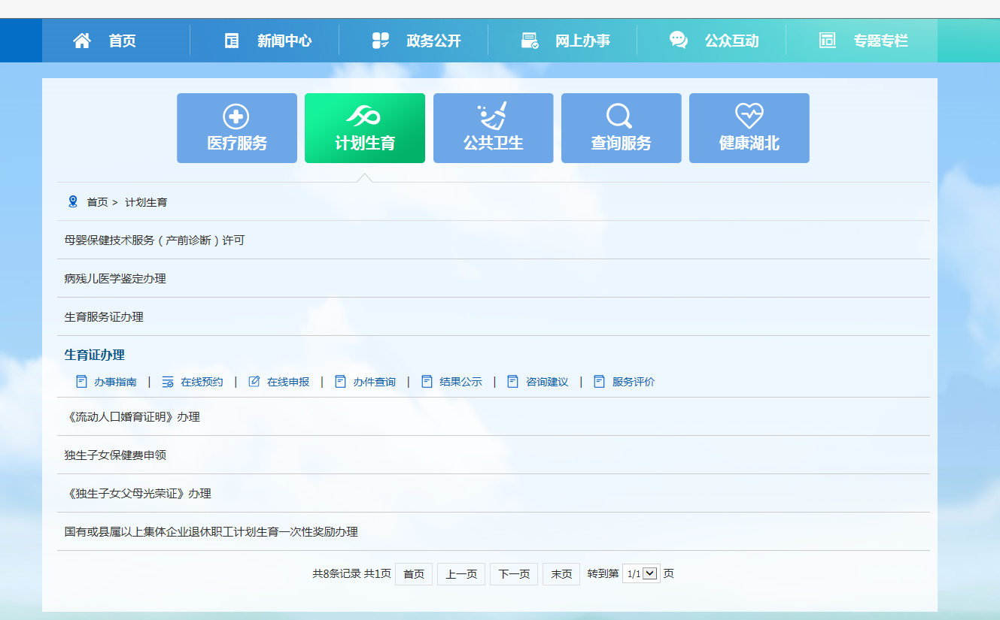 首页 新闻中心 政务公开 网上办事 公众互动 专题专栏
医疗服务 计划生育 公共卫生 查询服务 健康湖北
首页 > 计划生育
母婴保健技术服务（产前诊断）许可
病残儿医学鉴定办理
生育服务证办理
生育证办理
办事指南 | 在线预约 | 在线申报 | 办件查询 | 结果公示 | 咨询建议 | 服务评价
《流动人口婚育证明》办理
独生子女保健费申领
《独生子女父母光荣证》办理
国有或县属以上集体企业退休职工计划生育一次性奖励办理
共8条记录 共1页 首页 上一页 下一页 末页 转到第 1/1 页